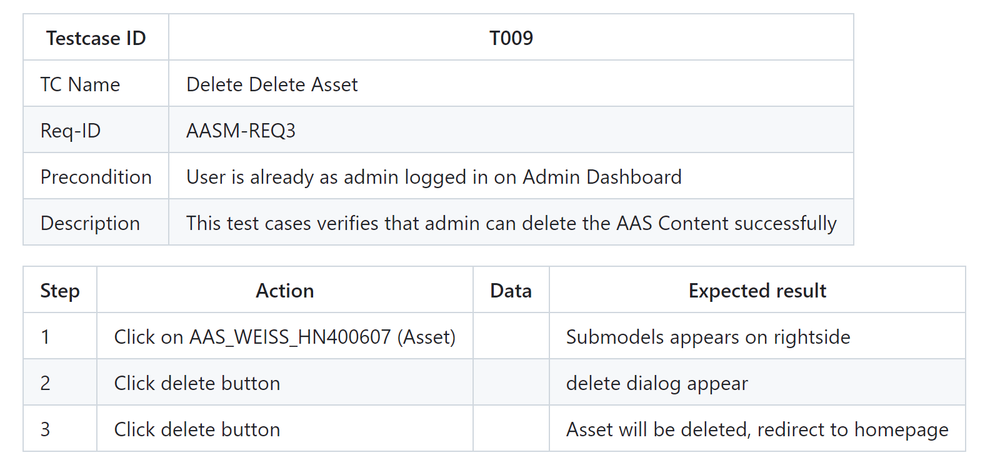 Testcase ID T009
TC Name Delete Delete Asset
Req-ID AASM-REQ3
Precondition User is already as admin logged in on Admin Dashboard
Description This test cases verifies that admin can delete the AAS Content successfully
Step Action Data Expected result
1 Click on AAS_WEISS_HN400607 (Asset) Submodels appears on rightside
2 Click delete button delete dialog appear
3 Click delete button Asset will be deleted, redirect to homepage